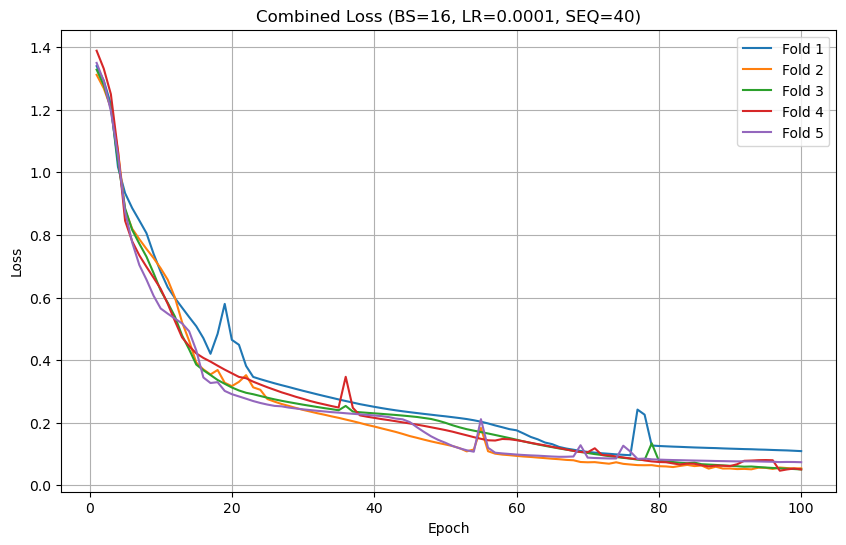 Combined Loss (BS=16, LR=0.0001, SEQ=40)
Fold 1
Fold 2
Fold 3
Fold 4
Fold 5
Loss
1.4
1.2
1.0
0.8
0.6
0.4
0.2
0.0
0 20 40 60 80 100
Epoch